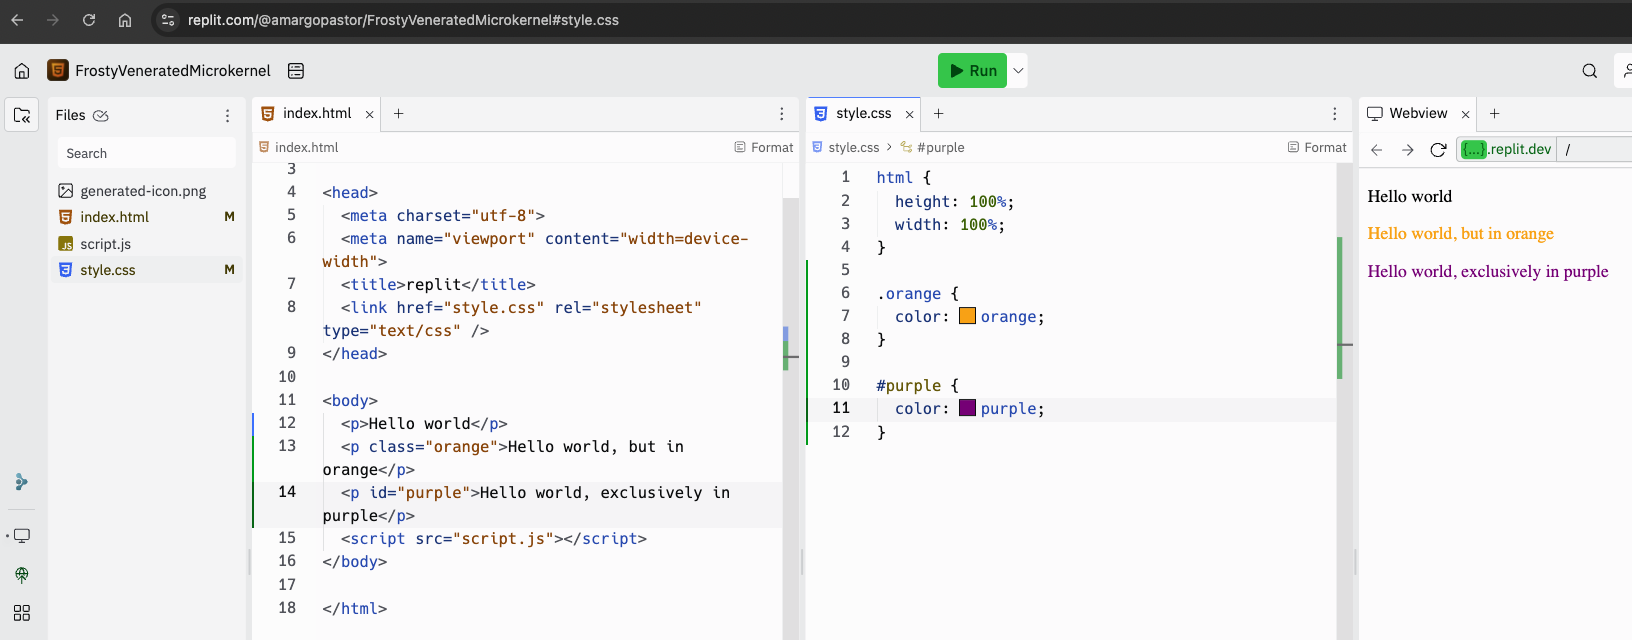 replit.com/@amargopastor/FrostyVeneratedMicrokernel#style.css
FrostyVeneratedMicrokernel
Run
Files
Search
generated-icon.png
index.html M
JS script.js
style.css M
index.html
index.html
Format
3
4 <head>
5 <meta charset="utf-8">
6 <meta name="viewport" content="width=device-
width">
7 <title>replit</title>
8 <link href="style.css" rel="stylesheet"
type="text/css" />
9 </head>
10
11 <body>
12 <p>Hello world</p>
13 <p class="orange">Hello world, but in
orange</p>
14 <p id="purple">Hello world, exclusively in
purple</p>
15 <script src="script.js"></script>
16 </body>
17
18 </html>
style.css
style.css > #purple
Format
1 html {
2 height: 100%;
3 width: 100%;
4 }
5
6 .orange {
7 color: orange;
8 }
9
10 #purple {
11 color: purple;
12 }
Webview
{...}.replit.dev /
Hello world
Hello world, but in orange
Hello world, exclusively in purple